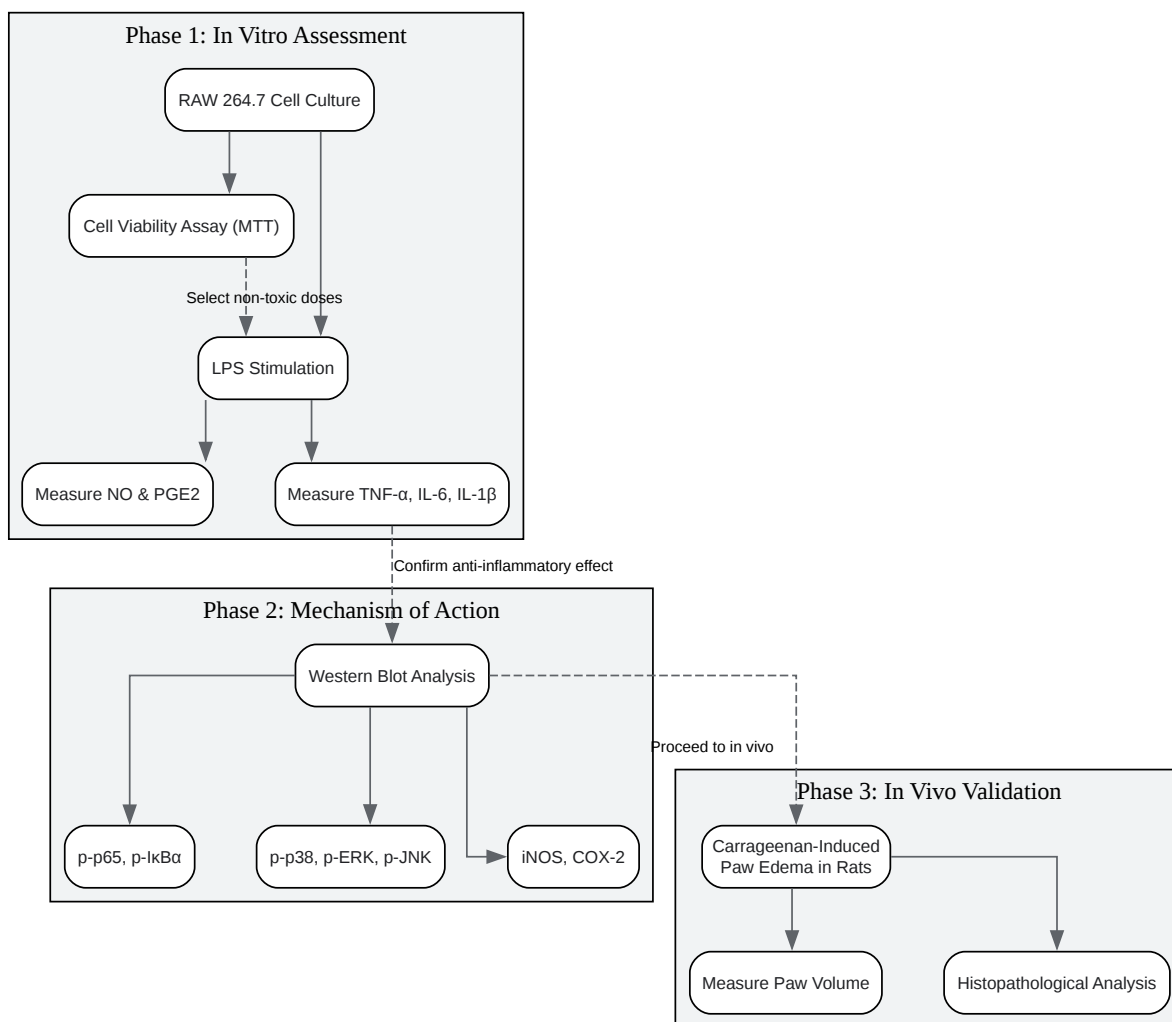 Phase 1: In Vitro Assessment
RAW 264.7 Cell Culture
Cell Viability Assay (MTT)
Select non-toxic doses
LPS Stimulation
Measure NO & PGE2
Measure TNF-α, IL-6, IL-1β
Confirm anti-inflammatory effect
Phase 2: Mechanism of Action
Western Blot Analysis
Proceed to in vivo
p-p65, p-IκBα
p-p38, p-ERK, p-JNK
iNOS, COX-2
Phase 3: In Vivo Validation
Carrageenan-Induced
Paw Edema in Rats
Measure Paw Volume
Histopathological Analysis